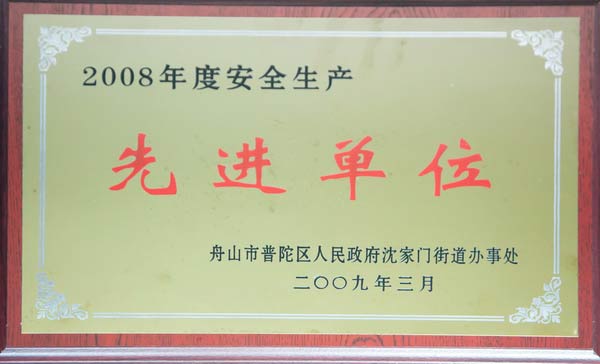 2008年度安全生产
先进单位
舟山市普陀区人民政府沈家门街道办事处
二〇〇九年三月